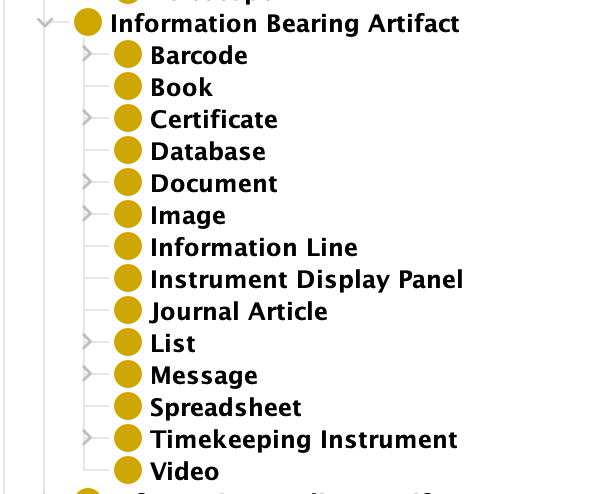 Information Bearing Artifact
Barcode
Book
Certificate
Database
Document
Image
Information Line
Instrument Display Panel
Journal Article
List
Message
Spreadsheet
Timekeeping Instrument
Video